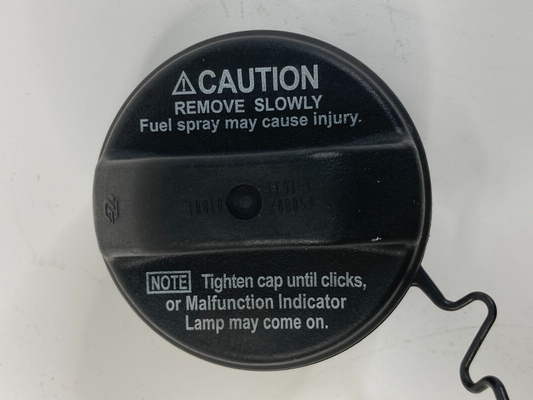 ⚠CAUTION
REMOVE SLOWLY
Fuel spray may cause injury.
NOTE Tighten cap until clicks,
or Malfunction Indicator
Lamp may come on.